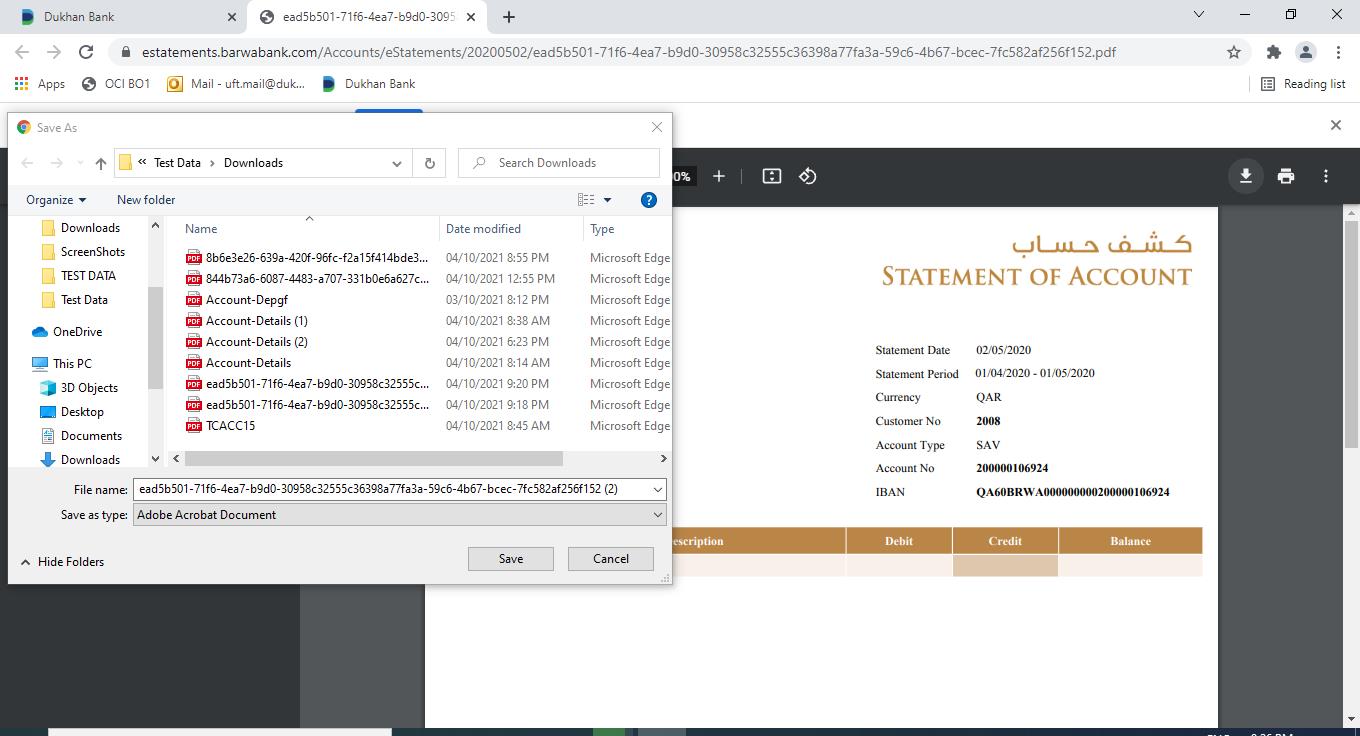 Dukhan Bank
ead5b501-71f6-4ea7-b9d0-3095
estatements.barwabank.com/Accounts/eStatements/20200502/ead5b501-71f6-4ea7-b9d0-30958c32555c36398a77fa3a-59c6-4b67-bcec-7fc582af256f152.pdf
Apps
OCI BO1
Mail - uft.mail@duk...
Dukhan Bank
Reading list
Save As
« Test Data › Downloads
Search Downloads
Organize
New folder
Downloads
ScreenShots
TEST DATA
Test Data
OneDrive
This PC
3D Objects
Desktop
Documents
Downloads
Name Date modified Type
8b6e3e26-639a-420f-96fc-f2a15f414bde3... 04/10/2021 8:55 PM Microsoft Edge
844b73a6-6087-4483-a707-331b0e6a627c... 04/10/2021 12:55 PM Microsoft Edge
Account-Depgf 03/10/2021 8:12 PM Microsoft Edge
Account-Details (1) 04/10/2021 8:38 AM Microsoft Edge
Account-Details (2) 04/10/2021 6:23 PM Microsoft Edge
Account-Details 04/10/2021 8:14 AM Microsoft Edge
ead5b501-71f6-4ea7-b9d0-30958c32555c... 04/10/2021 9:20 PM Microsoft Edge
ead5b501-71f6-4ea7-b9d0-30958c32555c... 04/10/2021 9:18 PM Microsoft Edge
TCACC15 04/10/2021 8:45 AM Microsoft Edge
File name: ead5b501-71f6-4ea7-b9d0-30958c32555c36398a77fa3a-59c6-4b67-bcec-7fc582af256f152 (2)
Save as type: Adobe Acrobat Document
Hide Folders
Save
Cancel
0%
كشف حساب
STATEMENT OF ACCOUNT
Statement Date 02/05/2020
Statement Period 01/04/2020 - 01/05/2020
Currency QAR
Customer No 2008
Account Type SAV
Account No 200000106924
IBAN QA60BRWA000000000200000106924
escription Debit Credit Balance